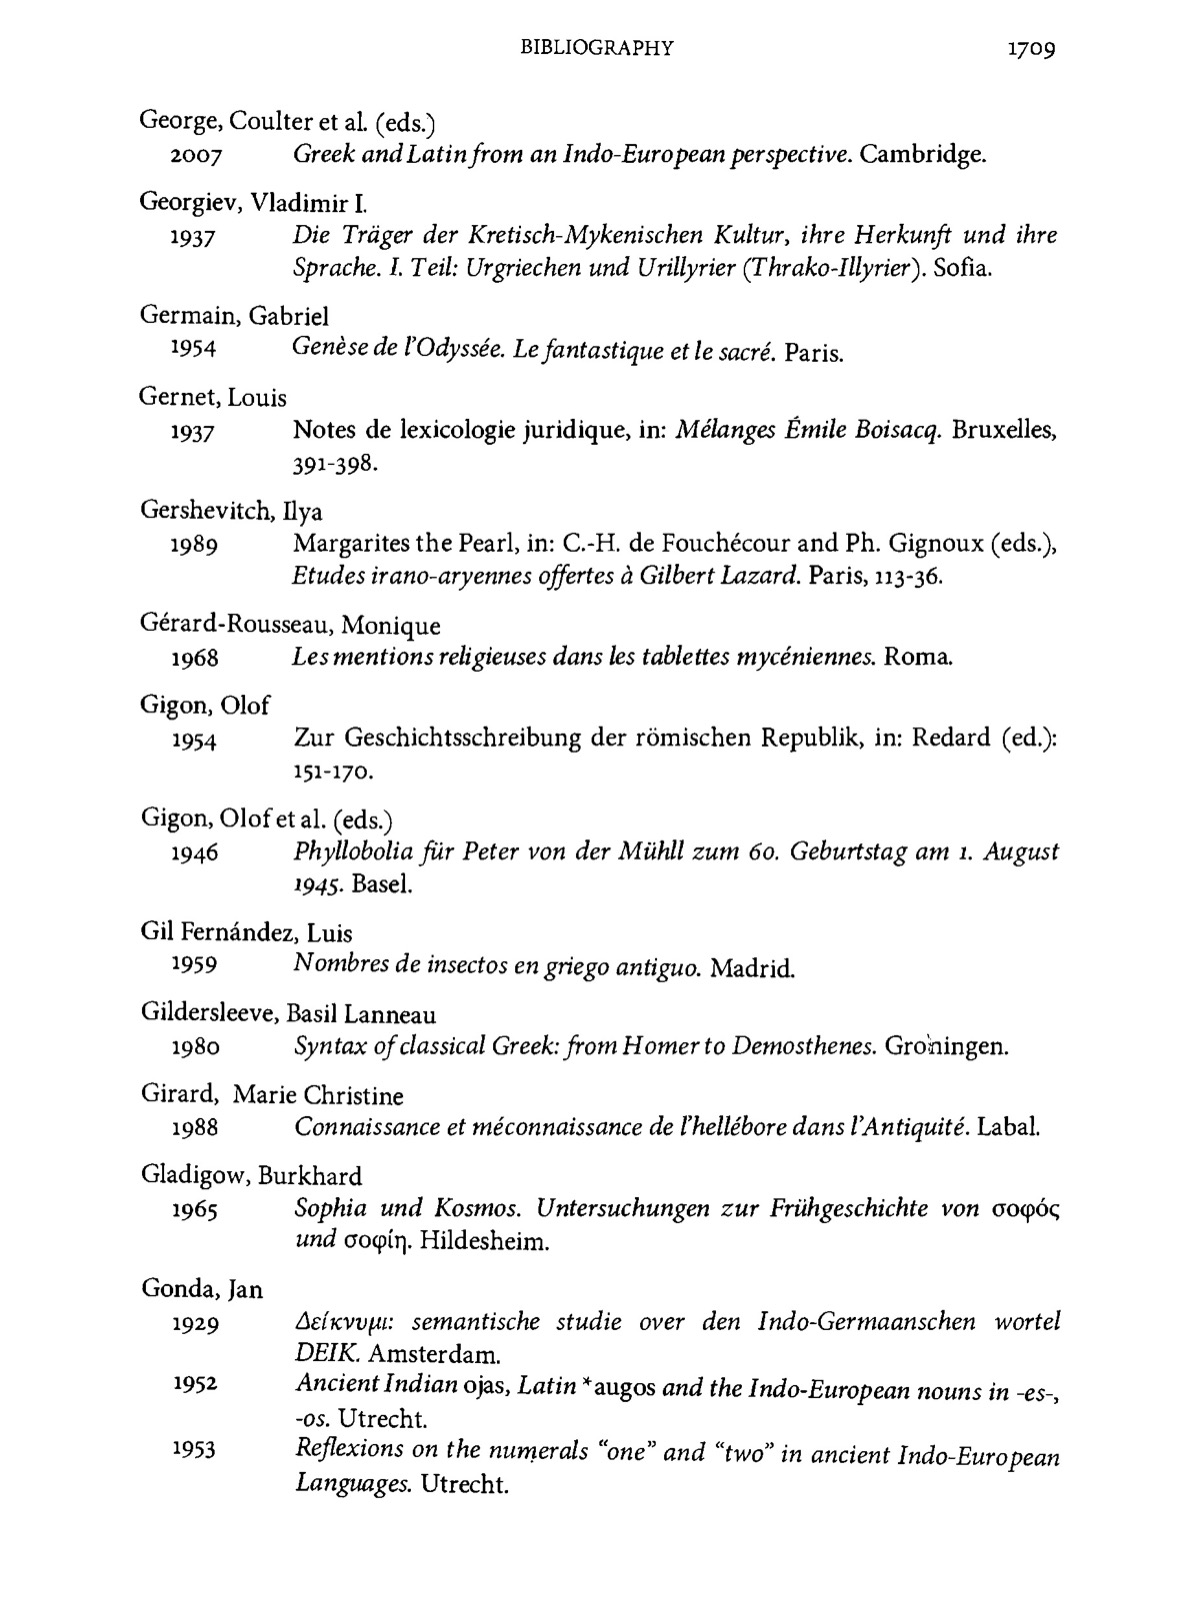 BIBLIOGRAPHY 1709
George, Coulter et al. (eds.)
2007 Greek and Latin from an Indo-European perspective. Cambridge.
Georgiev, Vladimir I.
1937 Die Träger der Kretisch-Mykenischen Kultur, ihre Herkunft und ihre
Sprache. I. Teil: Urgriechen und Urillyrier (Thrako-Illyrier). Sofia.
Germain, Gabriel
1954 Genèse de l'Odyssée. Le fantastique et le sacré. Paris.
Gernet, Louis
1937 Notes de lexicologie juridique, in: Mélanges Émile Boisacq. Bruxelles,
391-398.
Gershevitch, Ilya
1989 Margarites the Pearl, in: C.-H. de Fouchécour and Ph. Gignoux (eds.),
Etudes irano-aryennes offertes à Gilbert Lazard. Paris, 113-36.
Gérard-Rousseau, Monique
1968 Les mentions religieuses dans les tablettes mycéniennes. Roma.
Gigon, Olof
1954 Zur Geschichtsschreibung der römischen Republik, in: Redard (ed.):
151-170.
Gigon, Olof et al. (eds.)
1946 Phyllobolia für Peter von der Mühll zum 60. Geburtstag am 1. August
1945. Basel.
Gil Fernández, Luis
1959 Nombres de insectos en griego antiguo. Madrid.
Gildersleeve, Basil Lanneau
1980 Syntax of classical Greek: from Homer to Demosthenes. Groningen.
Girard, Marie Christine
1988 Connaissance et méconnaissance de l'hellébore dans l'Antiquité. Labal.
Gladigow, Burkhard
1965 Sophia und Kosmos. Untersuchungen zur Frühgeschichte von σοφός
und σοφίη. Hildesheim.
Gonda, Jan
1929 Δείκνυμι: semantische studie over den Indo-Germaanschen wortel
DEIK. Amsterdam.
1952 Ancient Indian ojas, Latin *augos and the Indo-European nouns in -es-,
-os. Utrecht.
1953 Reflexions on the numerals “one” and “two” in ancient Indo-European
Languages. Utrecht.